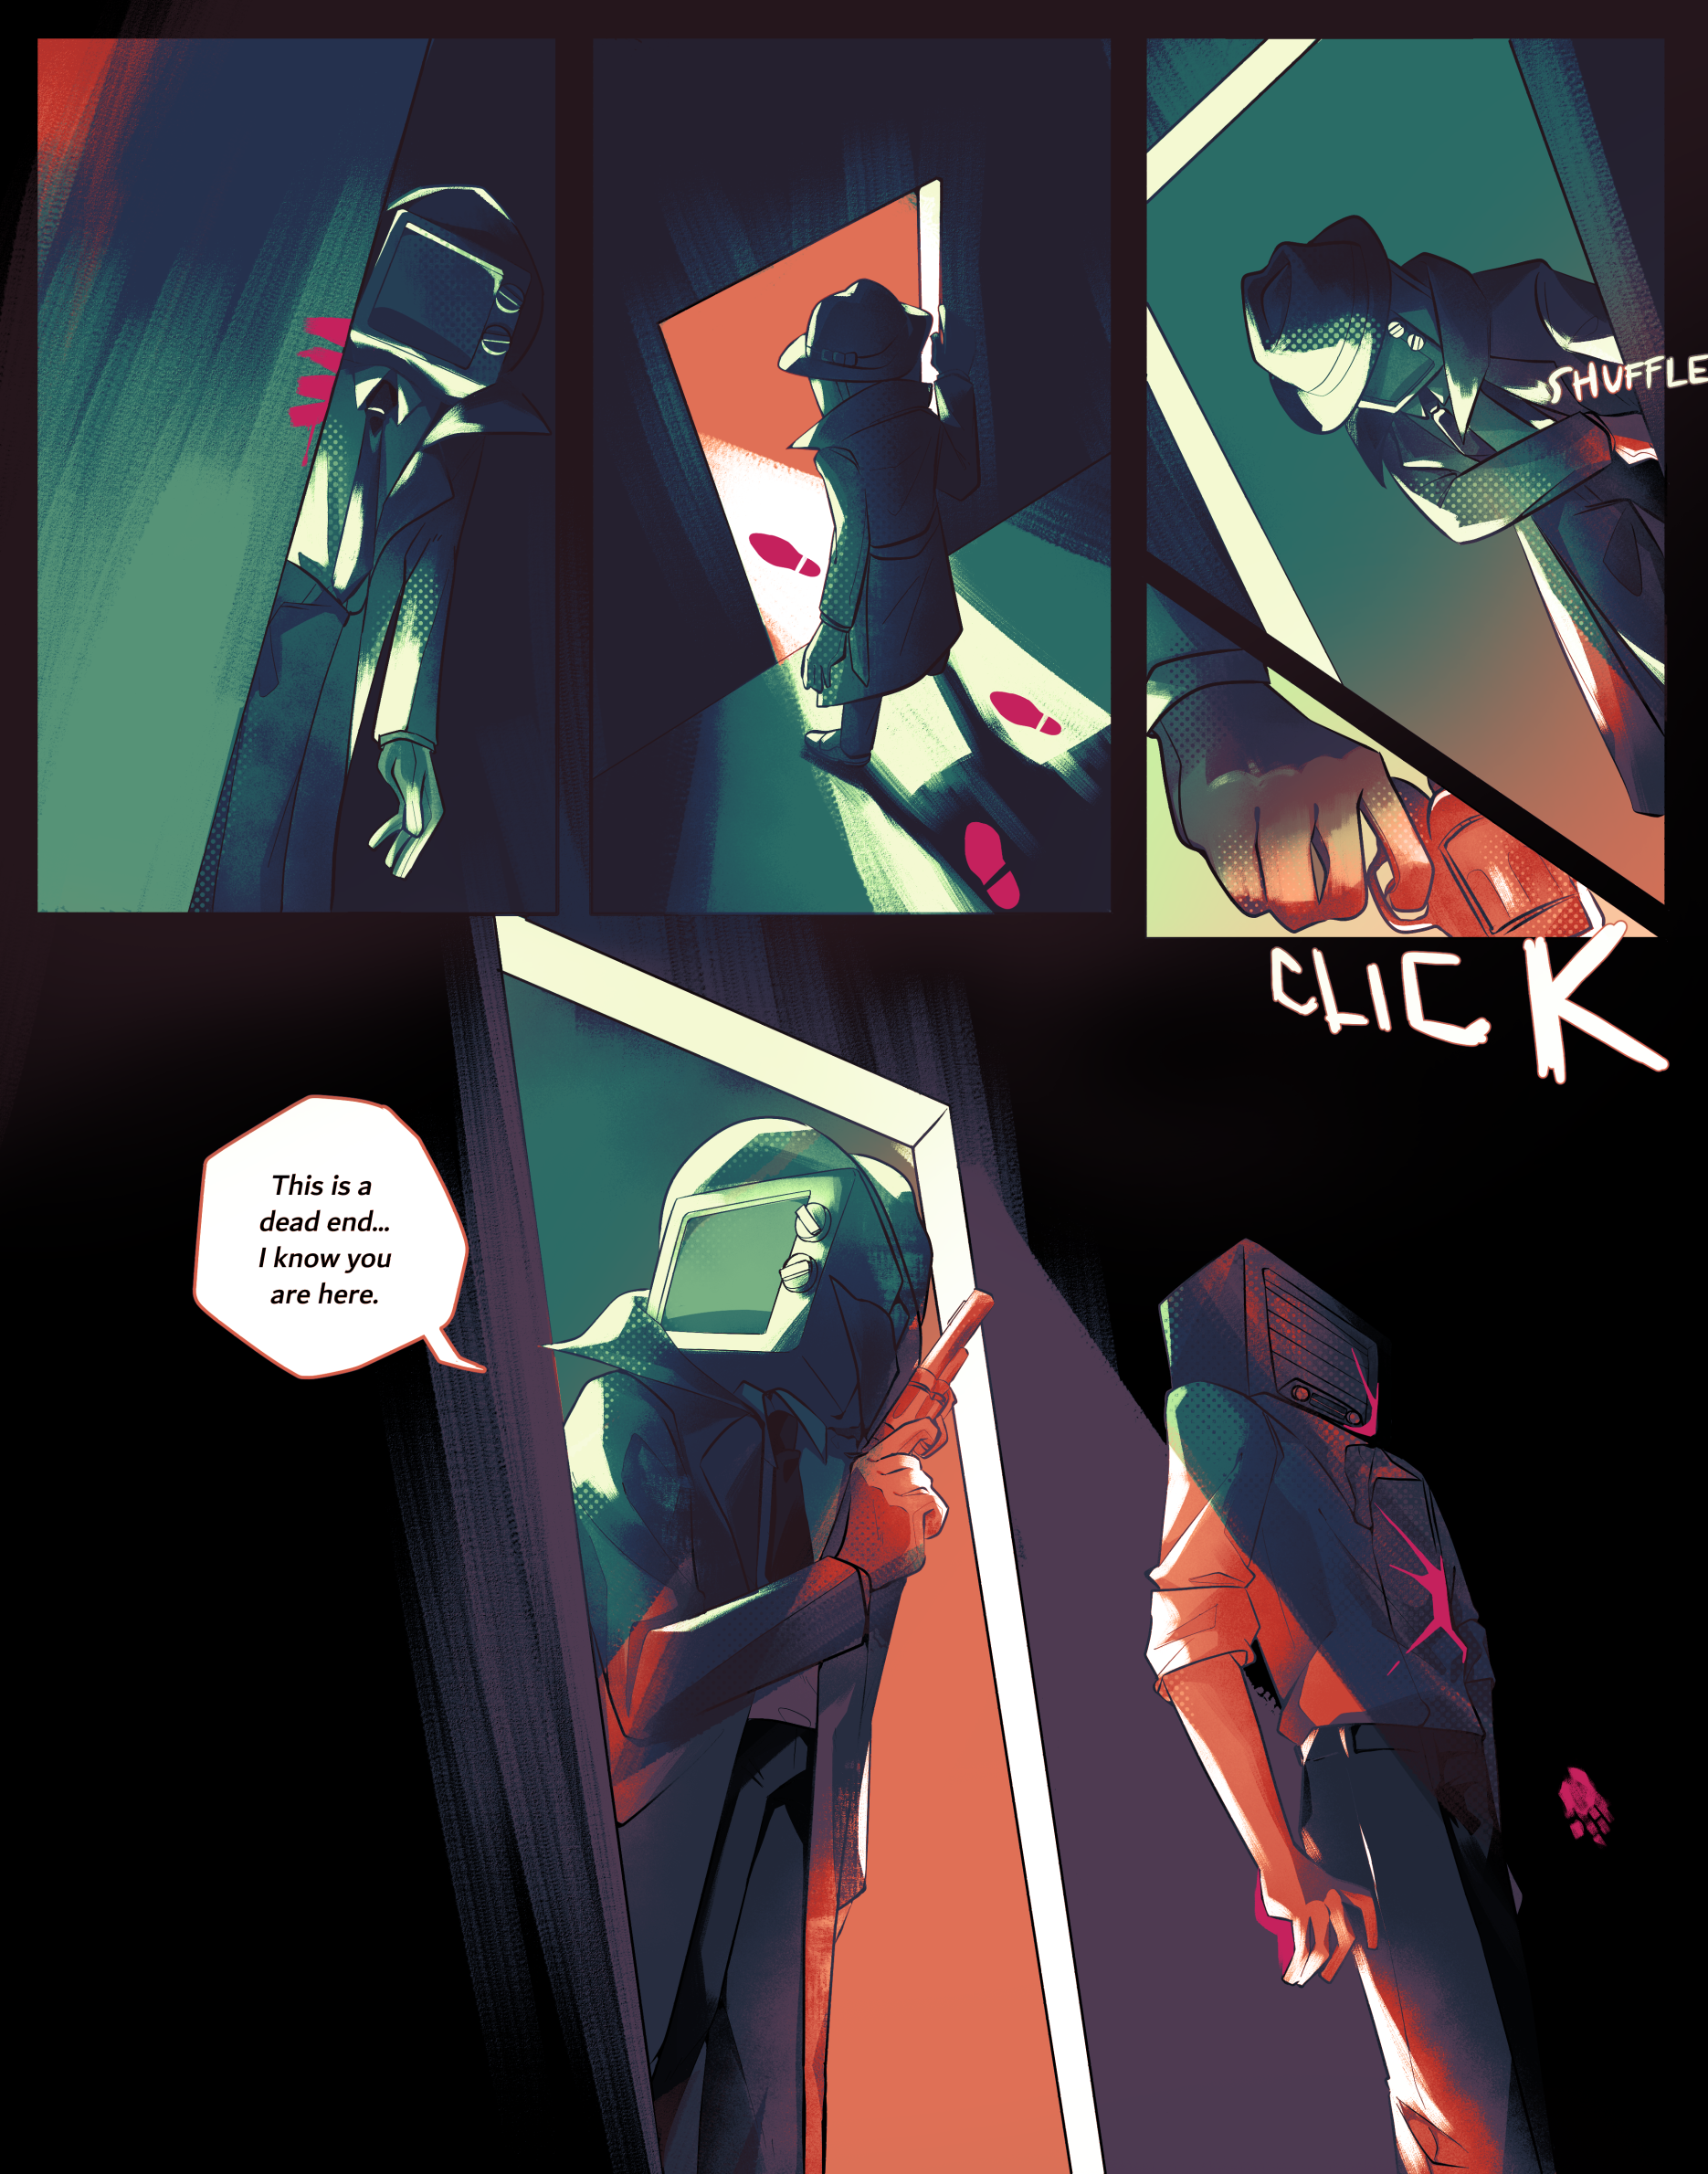 SHUFFLE
CLICK
This is a
dead end...
I know you
are here.